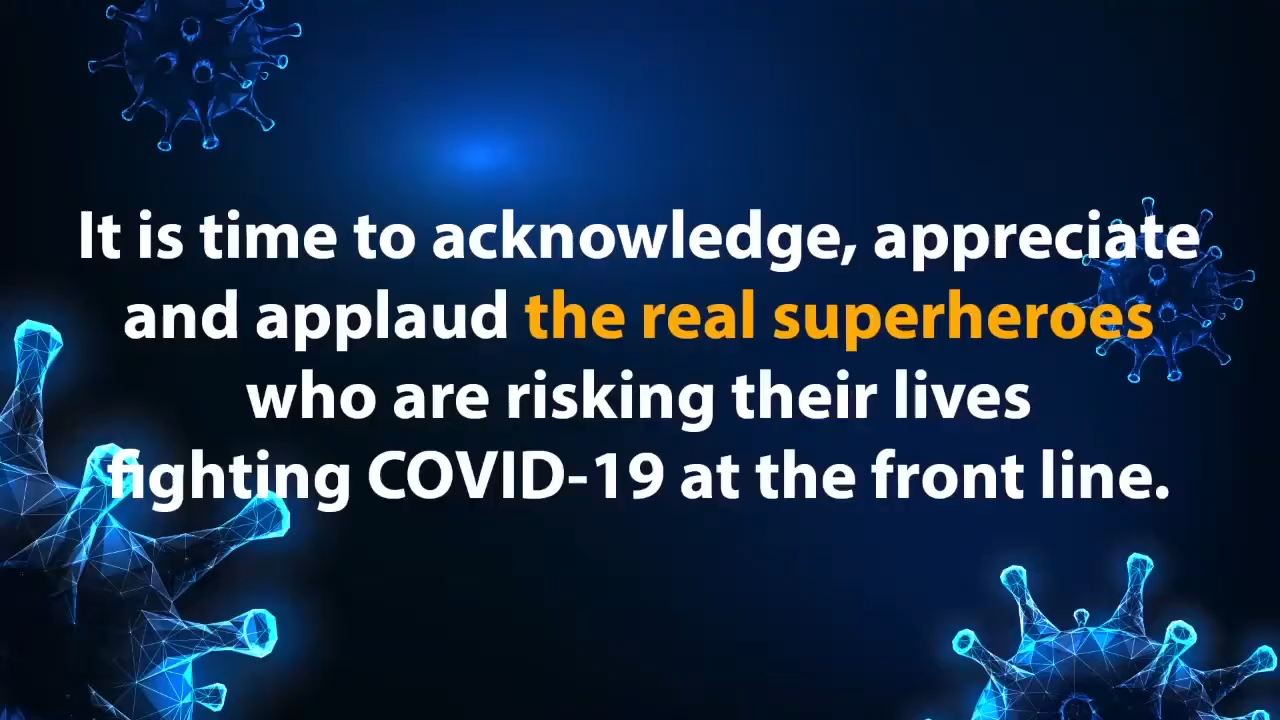 It is time to acknowledge, appreciate
and applaud the real superheroes
who are risking their lives
fighting COVID-19 at the front line.